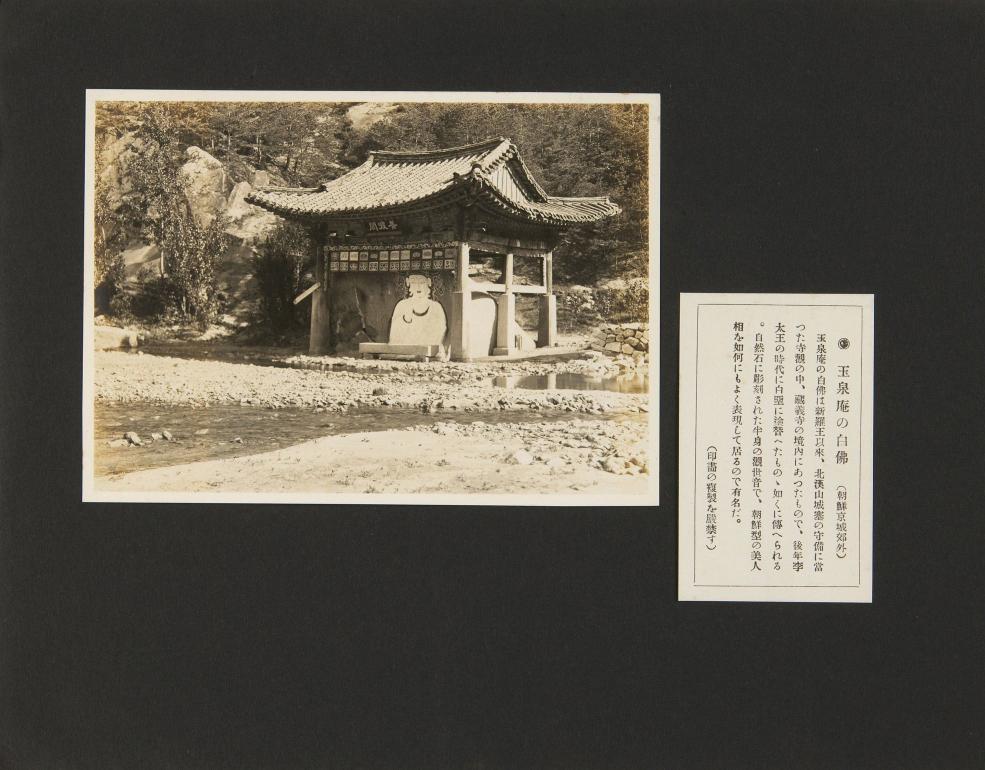 普渡閣
玉泉庵の白佛 (朝鮮京城郊外)
玉泉庵の白佛は新羅王以來、北漢山城塞の守備に當
つた寺觀の中、藏義寺の境内にあつたもので、後年李
太王の時代に白堊に塗替へたものゝ如くに傳へられる
。自然石に彫刻された半身の觀世音で、朝鮮型の美人
相を如何にもよく表現して居るので有名だ。
(印畵の複製を嚴禁す)